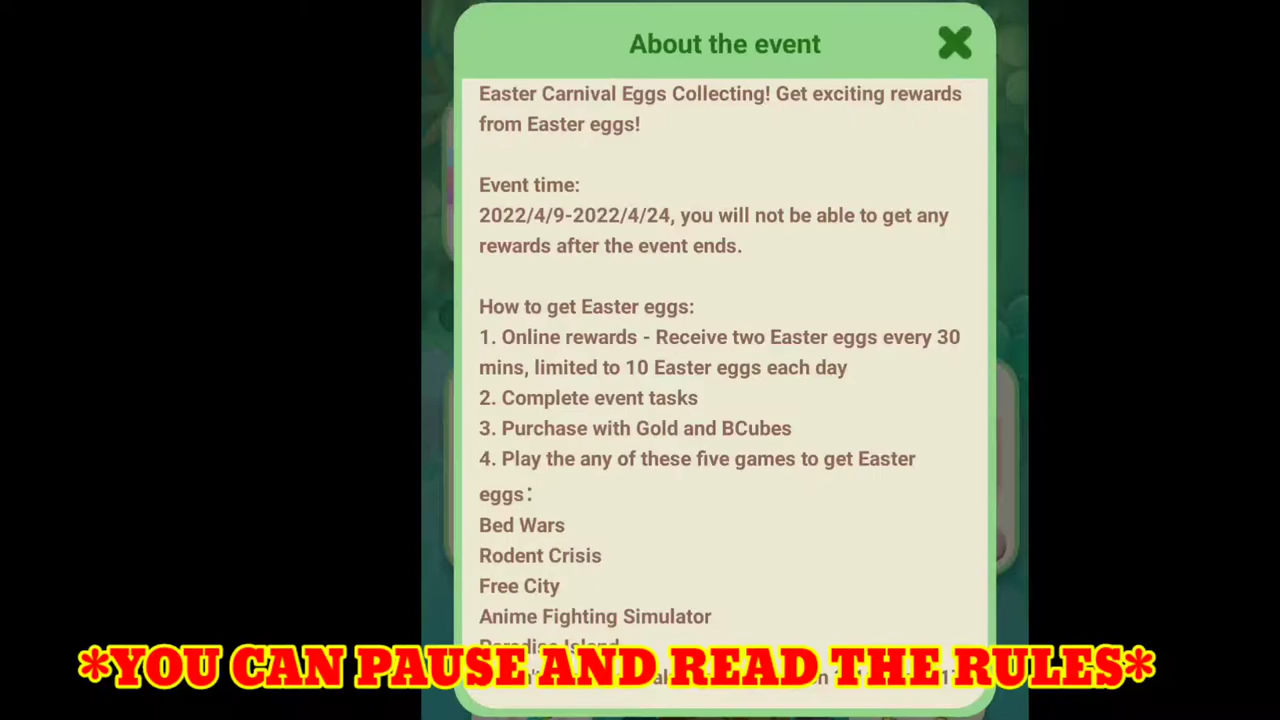 About the event
Easter Carnival Eggs Collecting! Get exciting rewards
from Easter eggs!
Event time:
2022/4/9-2022/4/24, you will not be able to get any
rewards after the event ends.
How to get Easter eggs:
1. Online rewards - Receive two Easter eggs every 30
mins, limited to 10 Easter eggs each day
2. Complete event tasks
3. Purchase with Gold and BCubes
4. Play the any of these five games to get Easter
eggs：
Bed Wars
Rodent Crisis
Free City
Anime Fighting Simulator
Paradise Island
*YOU CAN PAUSE AND READ THE RULES*